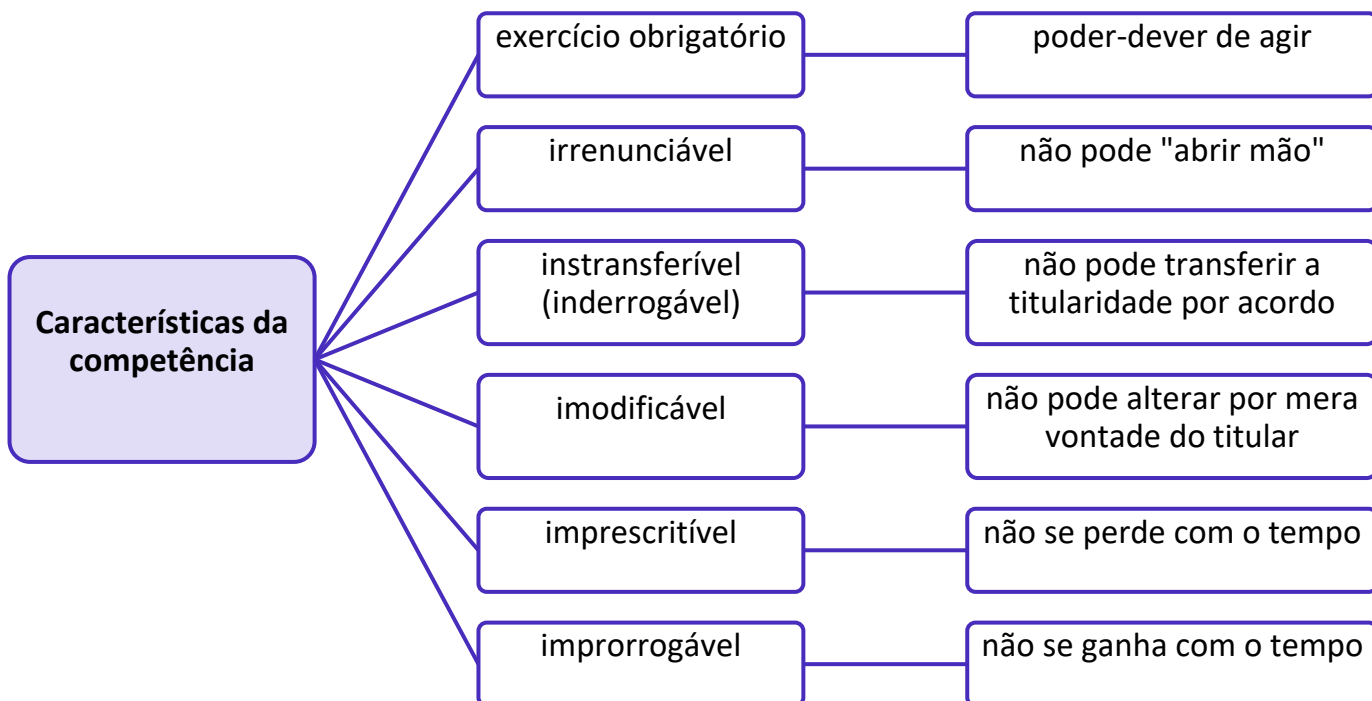 Características da
competência
exercício obrigatório
poder-dever de agir
irrenunciável
não pode "abrir mão"
instransferível
(inderrogável)
não pode transferir a
titularidade por acordo
imodificável
não pode alterar por mera
vontade do titular
imprescritível
não se perde com o tempo
improrrogável
não se ganha com o tempo